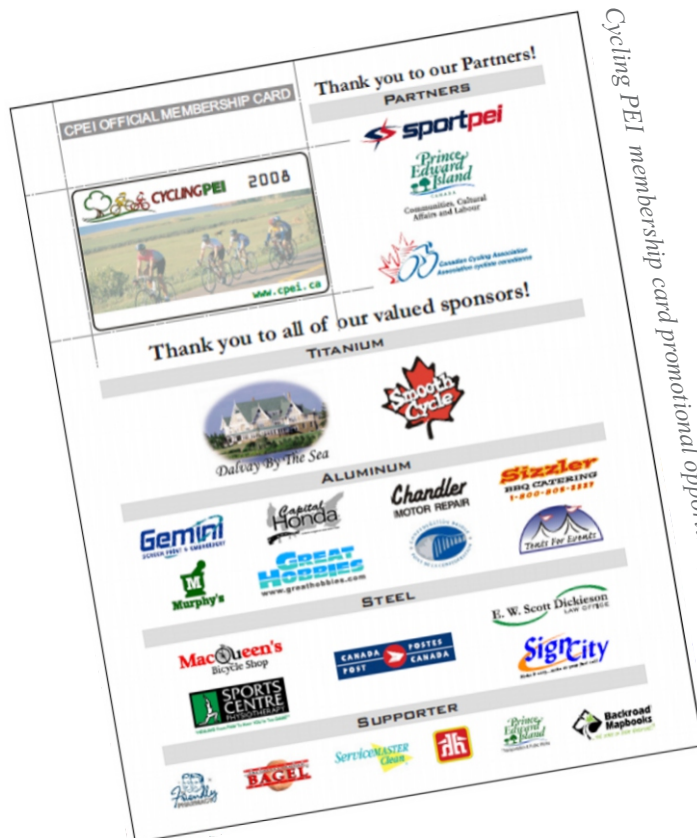 Cycling PEI membership card promotional
CPEI OFFICIAL MEMBERSHIP CARD
CYCLINGPEI 2008
www.cpei.ca
Thank you to our Partners!
PARTNERS
sportpei
Prince
Edward
Island
CANADA
Communities, Cultural
Affairs and Labour
Canadian Cycling Association
Association cycliste canadienne
Thank you to all of our valued sponsors!
TITANIUM
Dalvay By The Sea
Smooth
Cycle
ALUMINUM
Gemini
SCREEN PRINT & EMBROIDERY
Capital
Honda
Chandler
MOTOR REPAIR
Sizzler
BBQ CATERING
Murphy's
GREAT
HOBBIES
www.greathobbies.com
Tents For Events
STEEL
MacQueen's
Bicycle Shop
CANADA POSTES
POST CANADA
E. W. Scott Dickieson
LAW OFFICE
SPORTS
CENTRE
PHYSIOTHERAPY
SignCity
SUPPORTER
Friendly
BAGEL
ServiceMASTER
Clean
Prince
Edward
Island
Backroad
Mapbooks